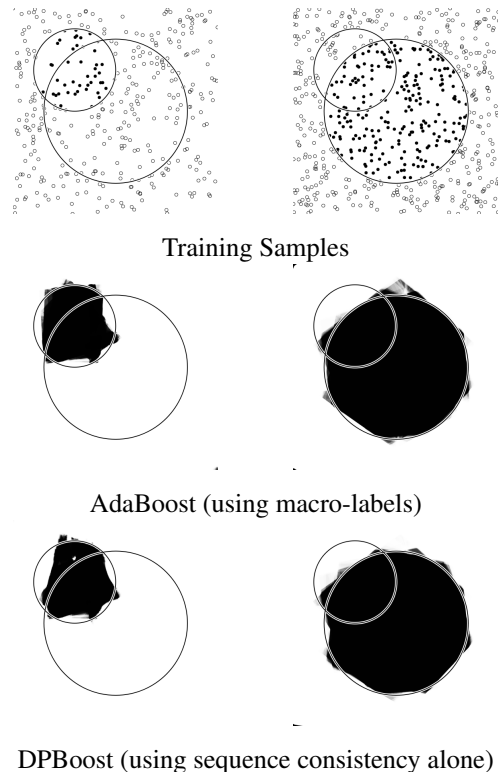 Training Samples
AdaBoost (using macro-labels)
DPBoost (using sequence consistency alone)